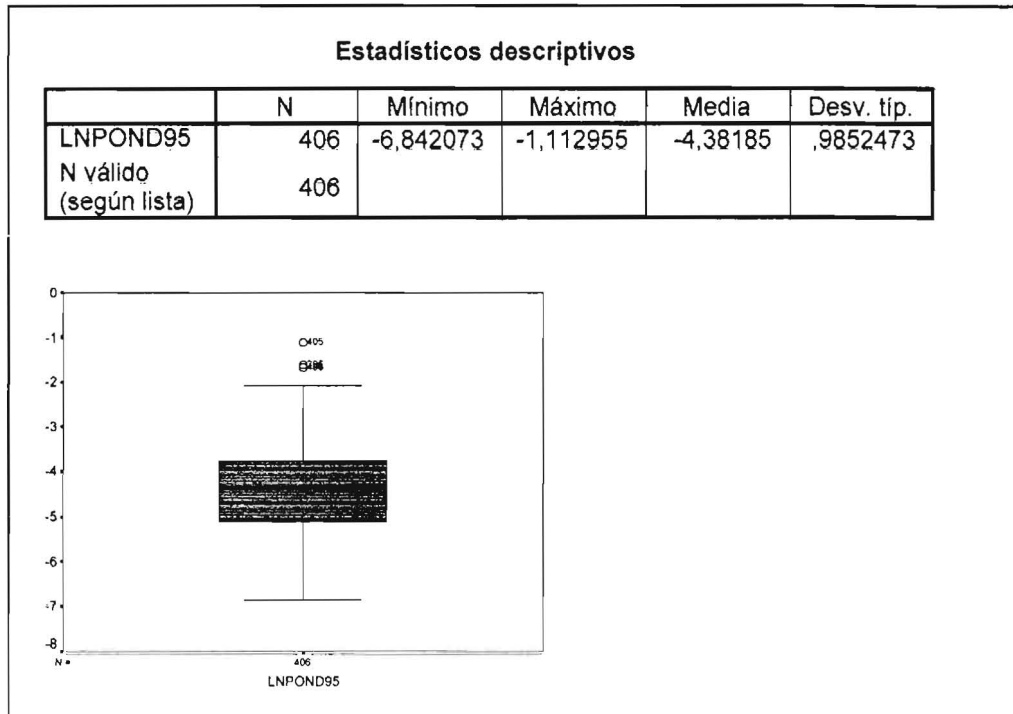 Estadísticos descriptivos
N Mínimo Máximo Media Desv. típ.
LNPOND95 406 -6,842073 -1,112955 -4,38185 ,9852473
N válido
(según lista) 406
0
-1
405
-2
-3
-4
-5
-6
-7
-8
N = 406
LNPOND95